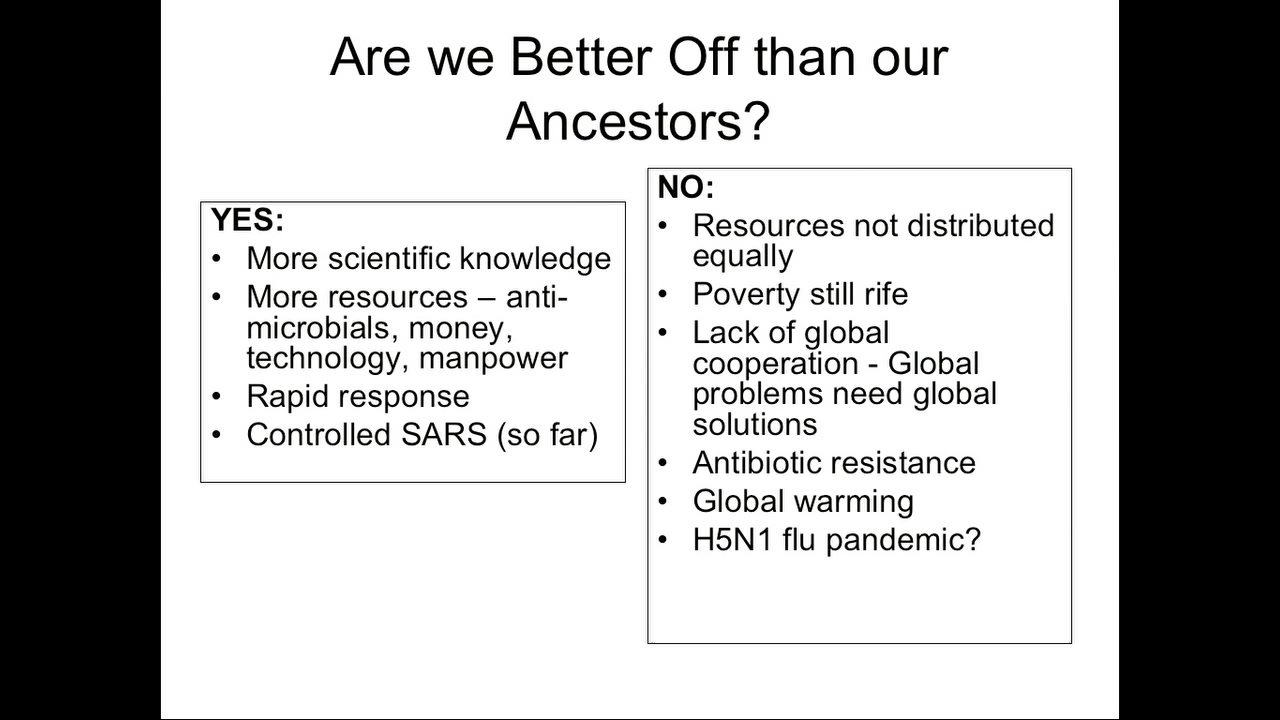 Are we Better Off than our
Ancestors?
YES:
• More scientific knowledge
• More resources – anti-
microbials, money,
technology, manpower
• Rapid response
• Controlled SARS (so far)
NO:
• Resources not distributed
equally
• Poverty still rife
• Lack of global
cooperation - Global
problems need global
solutions
• Antibiotic resistance
• Global warming
• H5N1 flu pandemic?